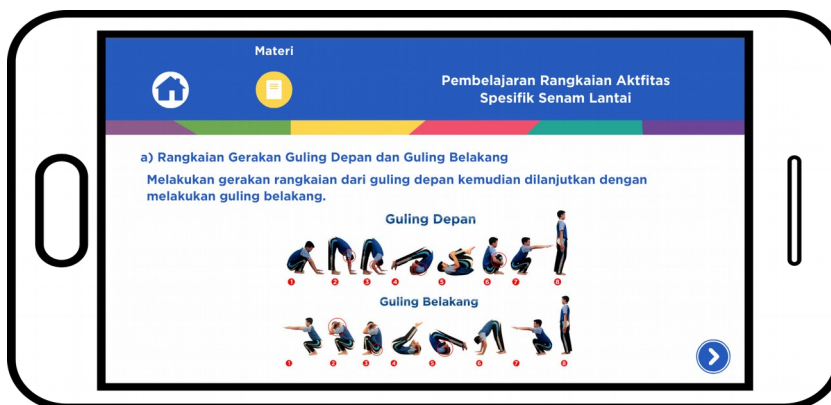 Materi
Pembelajaran Rangkaian Aktfitas
Spesifik Senam Lantai
a) Rangkaian Gerakan Guling Depan dan Guling Belakang
Melakukan gerakan rangkaian dari guling depan kemudian dilanjutkan dengan
melakukan guling belakang.
Guling Depan
1 2 3 4 5 6 7 8
Guling Belakang
1 2 3 4 5 6 7 8